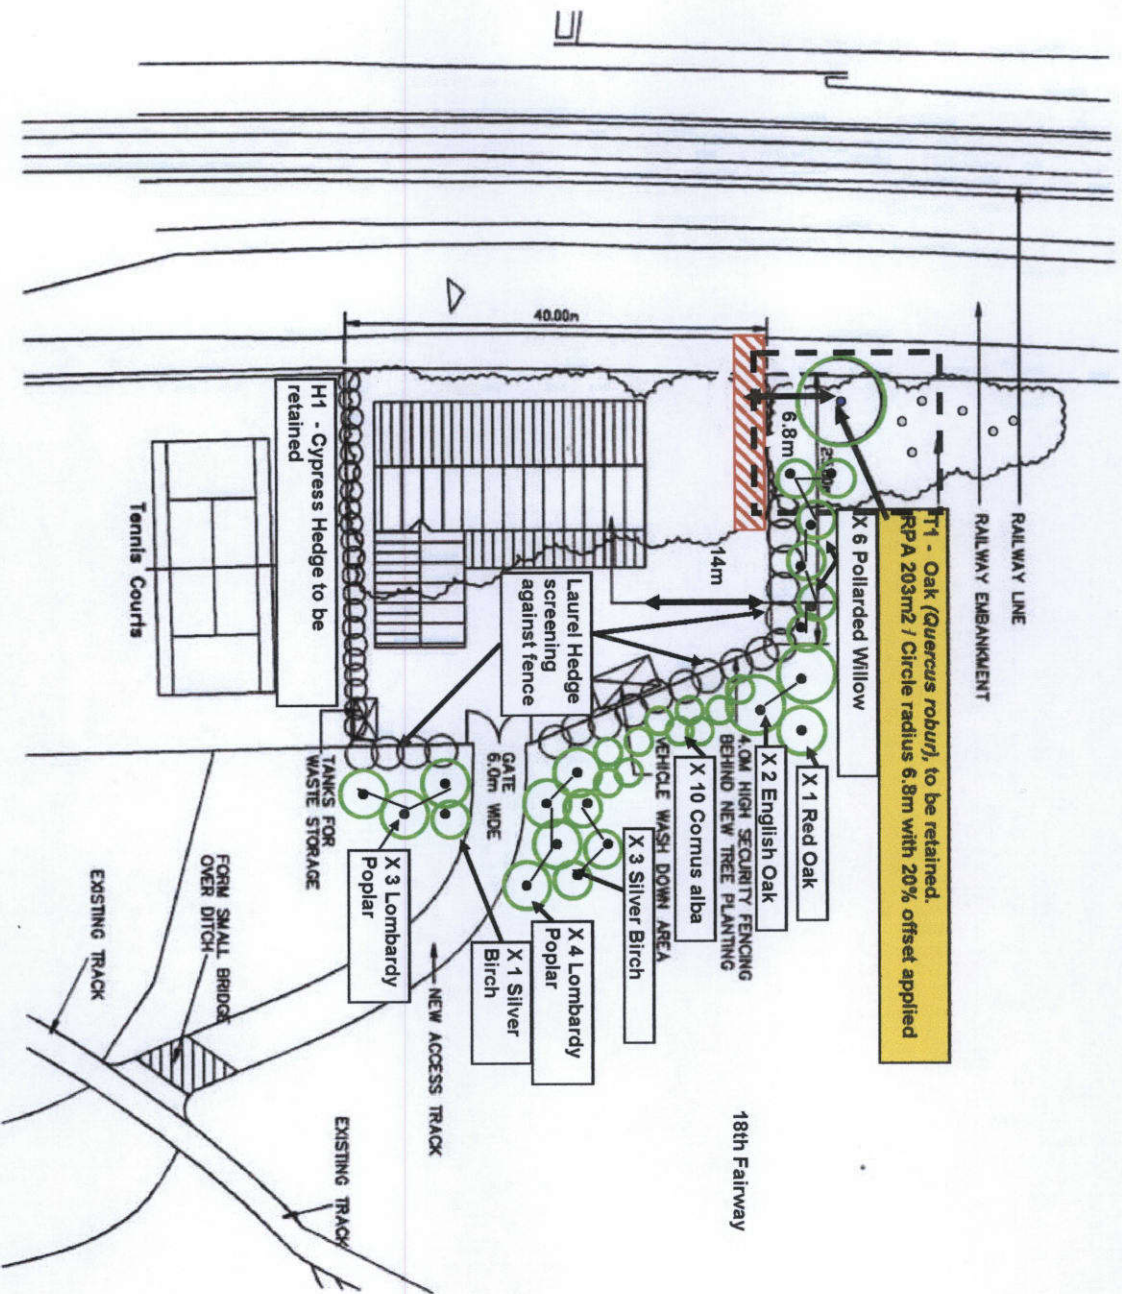 RAILWAY LINE
RAILWAY EMBANKMENT
T1 - Oak (Quercus robur), to be retained.
RPA 203m2 / Circle radius 6.8m with 20% offset applied
X 6 Pollarded Willow
X 1 Red Oak
X 2 English Oak
4.0M HIGH SECURITY FENCING
BEHIND NEW TREE PLANTING
X 10 Cornus alba
VEHICLE WASH DOWN AREA
X 3 Silver Birch
X 4 Lombardy
Poplar
X 1 Silver
Birch
NEW ACCESS TRACK
X 3 Lombardy
Poplar
18th Fairway
6.8m
14m
40.00m
Laurel Hedge
screening
against fence
GATE
6.0m WIDE
H1 - Cypress Hedge to be
retained
TANKS FOR
WASTE STORAGE
Tennis Courts
FORM SMALL BRIDGE
OVER DITCH
EXISTING TRACK
EXISTING TRACK